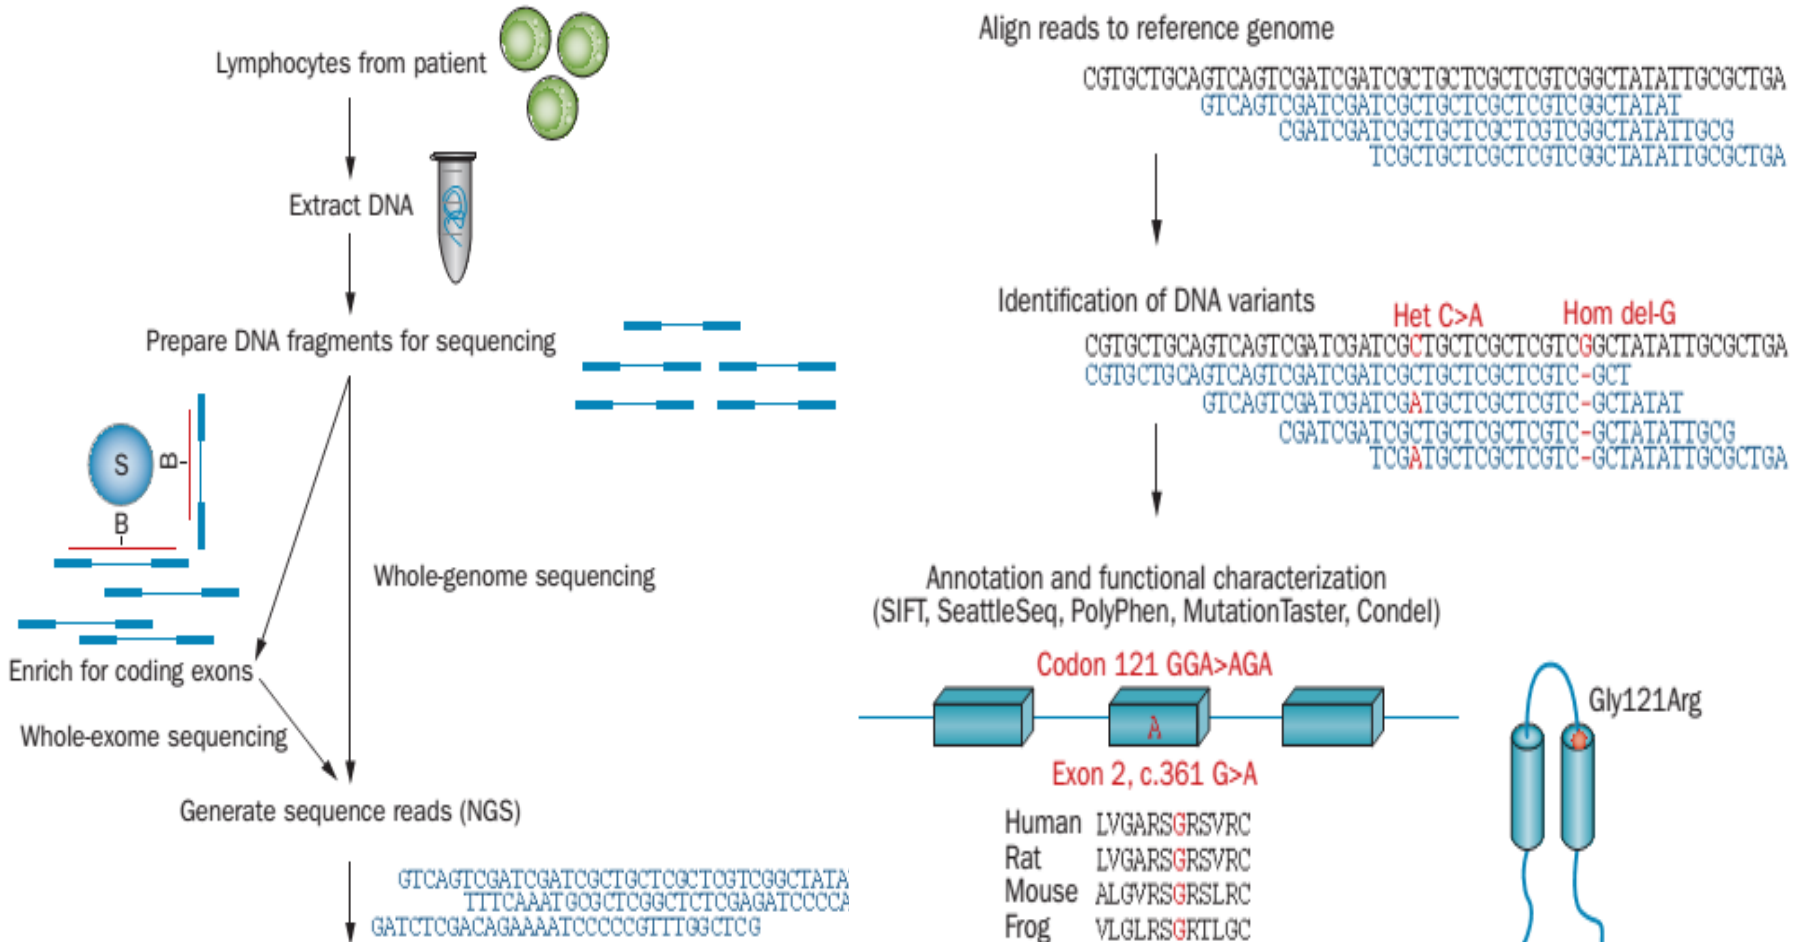 Lymphocytes from patient
Extract DNA
Prepare DNA fragments for sequencing
S
B
B
Whole-genome sequencing
Enrich for coding exons
Whole-exome sequencing
Generate sequence reads (NGS)
GTCAGTCGATCGATCGCTGCTCGCTCGTCGGCTATA
TTTCAAATGCGCTCGGCTCTCGAGATCCCCA
GATCTCGACAGAAAATCCCCCGTTTGGCTCG
Align reads to reference genome
CGTGCTGCAGTCAGTCGATCGATCGCTGCTCGCTCGTCGGCTATATTGCGCTGA
GTCAGTCGATCGATCGCTGCTCGCTCGTCGGCTATAT
CGATCGATCGCTGCTCGCTCGTCGGCTATATTGCG
TCGCTGCTCGCTCGTCGGCTATATTGCGCTGA
Identification of DNA variants
Het C>A
Hom del-G
CGTGCTGCAGTCAGTCGATCGATCGCTGCTCGCTCGTCGGCTATATTGCGCTGA
CGTGCTGCAGTCAGTCGATCGATCGCTGCTCGCTCGTC-GCT
GTCAGTCGATCGATCGATGCTCGCTCGTC-GCTATAT
CGATCGATCGCTGCTCGCTCGTC-GCTATATTGCG
TCGATGCTCGCTCGTC-GCTATATTGCGCTGA
Annotation and functional characterization
(SIFT, SeattleSeq, PolyPhen, MutationTaster, Condel)
Codon 121 GGA>AGA
A
Exon 2, c.361 G>A
Gly121Arg
Human LVGARSGRSVRC
Rat LVGARSGRSVRC
Mouse ALGVRSGRSLRC
Frog VLGLRSGRTLGC